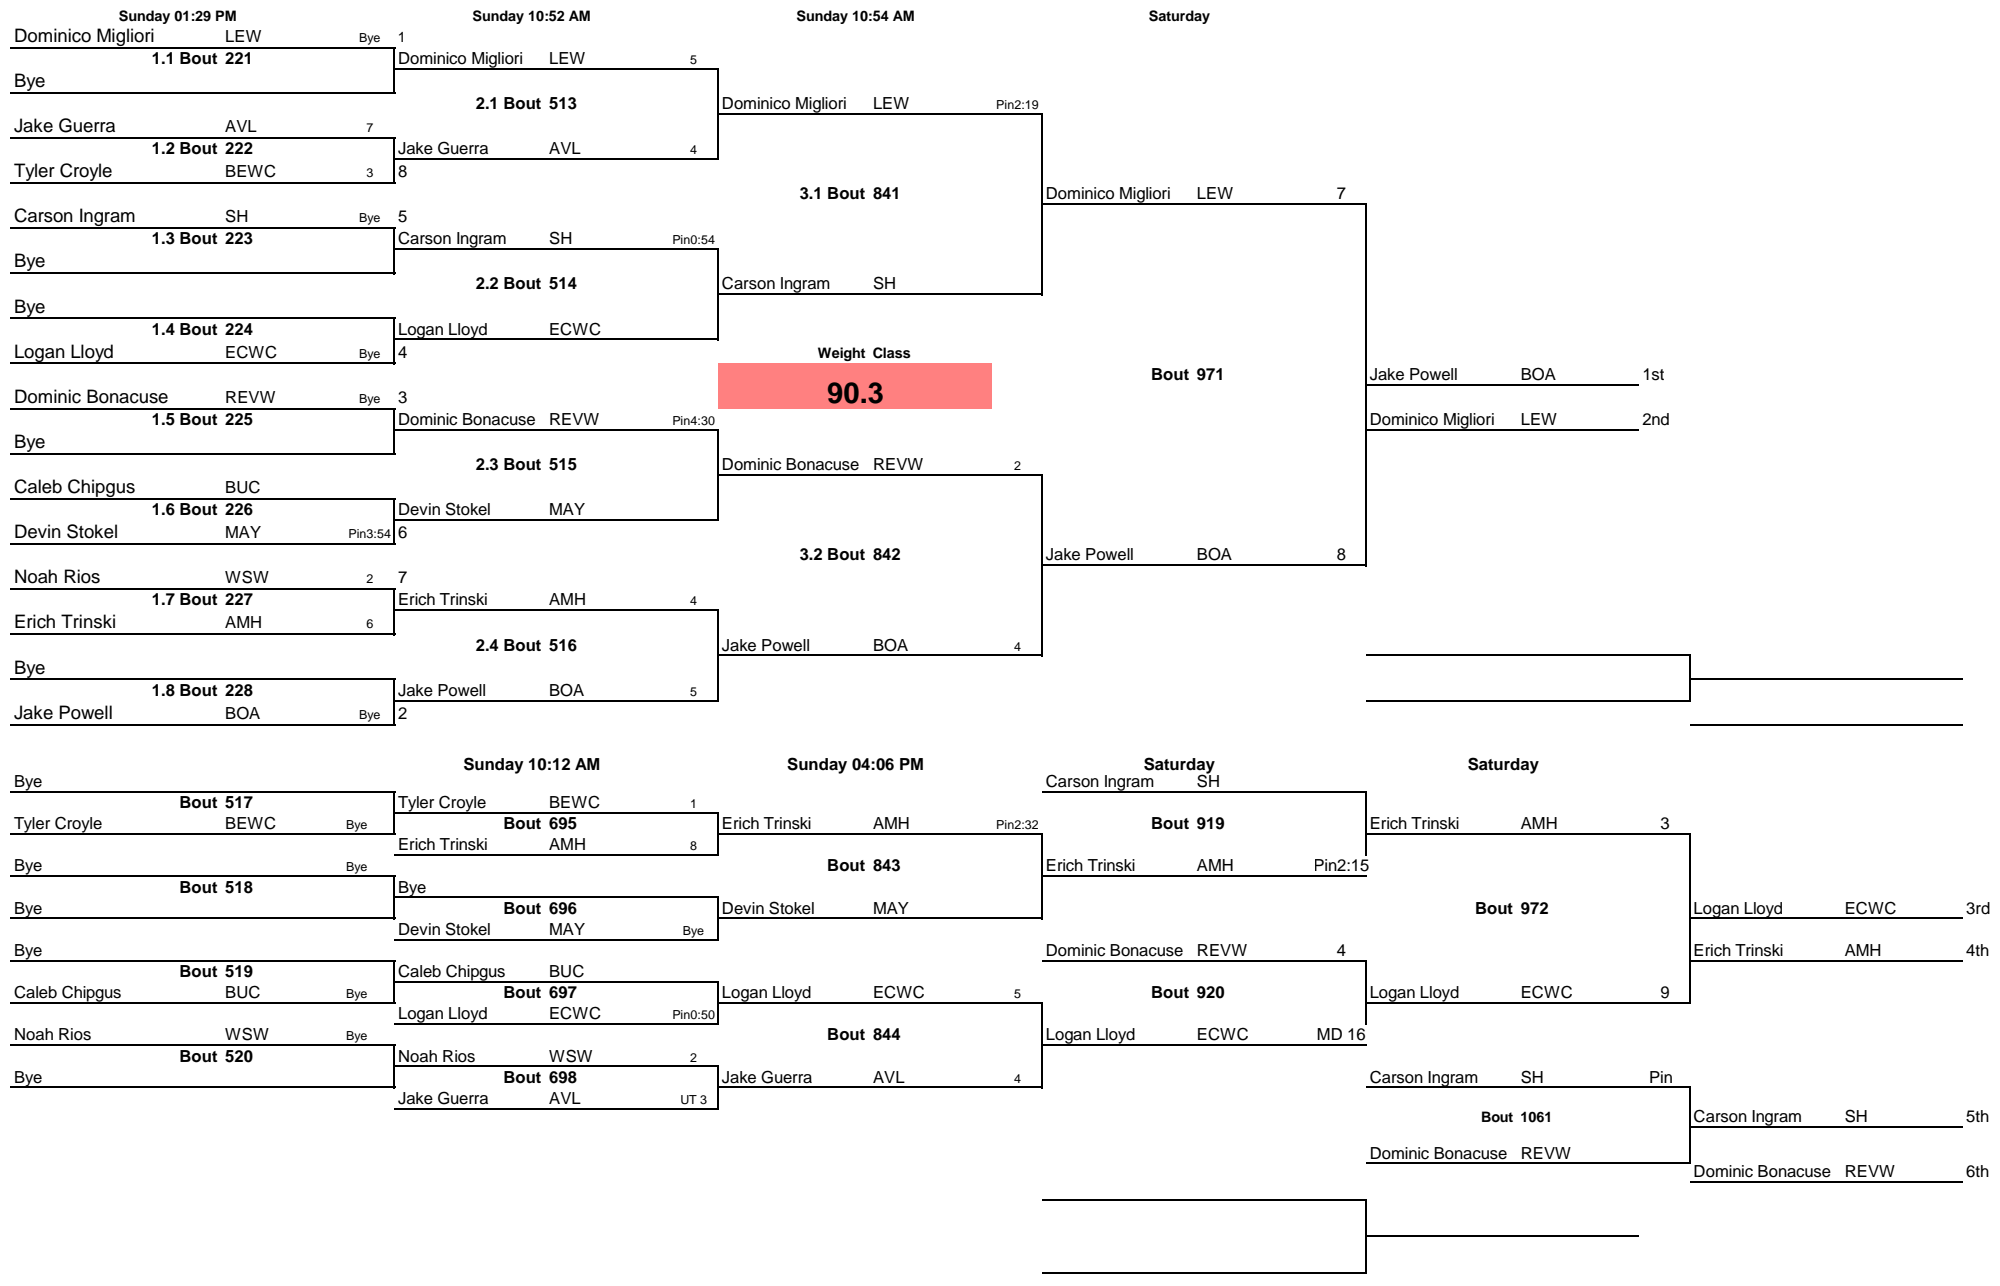 Sunday 01:29 PM Sunday 10:52 AM Sunday 10:54 AM Saturday
Dominico Migliori LEW Bye 1
1.1 Bout 221 Dominico Migliori LEW 5
Bye
2.1 Bout 513 Dominico Migliori LEW Pin2:19
Jake Guerra AVL 7
1.2 Bout 222 Jake Guerra AVL 4
Tyler Croyle BEWC 3 8
3.1 Bout 841 Dominico Migliori LEW 7
Carson Ingram SH Bye 5
1.3 Bout 223 Carson Ingram SH Pin0:54
Bye
2.2 Bout 514 Carson Ingram SH
Bye
1.4 Bout 224 Logan Lloyd ECWC
Logan Lloyd ECWC Bye 4 Weight Class
Bout 971 Jake Powell BOA 1st
Dominic Bonacuse REVW Bye 3 90.3
1.5 Bout 225 Dominic Bonacuse REVW Pin4:30 Dominico Migliori LEW 2nd
Bye
2.3 Bout 515 Dominic Bonacuse REVW 2
Caleb Chipgus BUC
1.6 Bout 226 Devin Stokel MAY
Devin Stokel MAY Pin3:54 6
3.2 Bout 842 Jake Powell BOA 8
Noah Rios WSW 2 7
1.7 Bout 227 Erich Trinski AMH 4
Erich Trinski AMH 6
2.4 Bout 516 Jake Powell BOA 4
Bye
1.8 Bout 228 Jake Powell BOA 5
Jake Powell BOA Bye 2
Sunday 10:12 AM Sunday 04:06 PM Saturday Saturday
Bye Carson Ingram SH
Bout 517 Tyler Croyle BEWC 1
Tyler Croyle BEWC Bye Bout 695 Erich Trinski AMH Pin2:32 Bout 919 Erich Trinski AMH 3
Erich Trinski AMH 8
Bye Bye Bout 843 Erich Trinski AMH Pin2:15
Bout 518 Bye
Bye Bout 696 Devin Stokel MAY Bout 972 Logan Lloyd ECWC 3rd
Devin Stokel MAY Bye
Bye Dominic Bonacuse REVW 4 Erich Trinski AMH 4th
Bout 519 Caleb Chipgus BUC
Caleb Chipgus BUC Bye Bout 697 Logan Lloyd ECWC 5 Bout 920 Logan Lloyd ECWC 9
Logan Lloyd ECWC Pin0:50
Noah Rios WSW Bye Bout 844 Logan Lloyd ECWC MD 16
Bout 520 Noah Rios WSW 2
Bye Bout 698 Jake Guerra AVL 4 Carson Ingram SH Pin
Jake Guerra AVL UT 3
Bout 1061 Carson Ingram SH 5th
Dominic Bonacuse REVW
Dominic Bonacuse REVW 6th